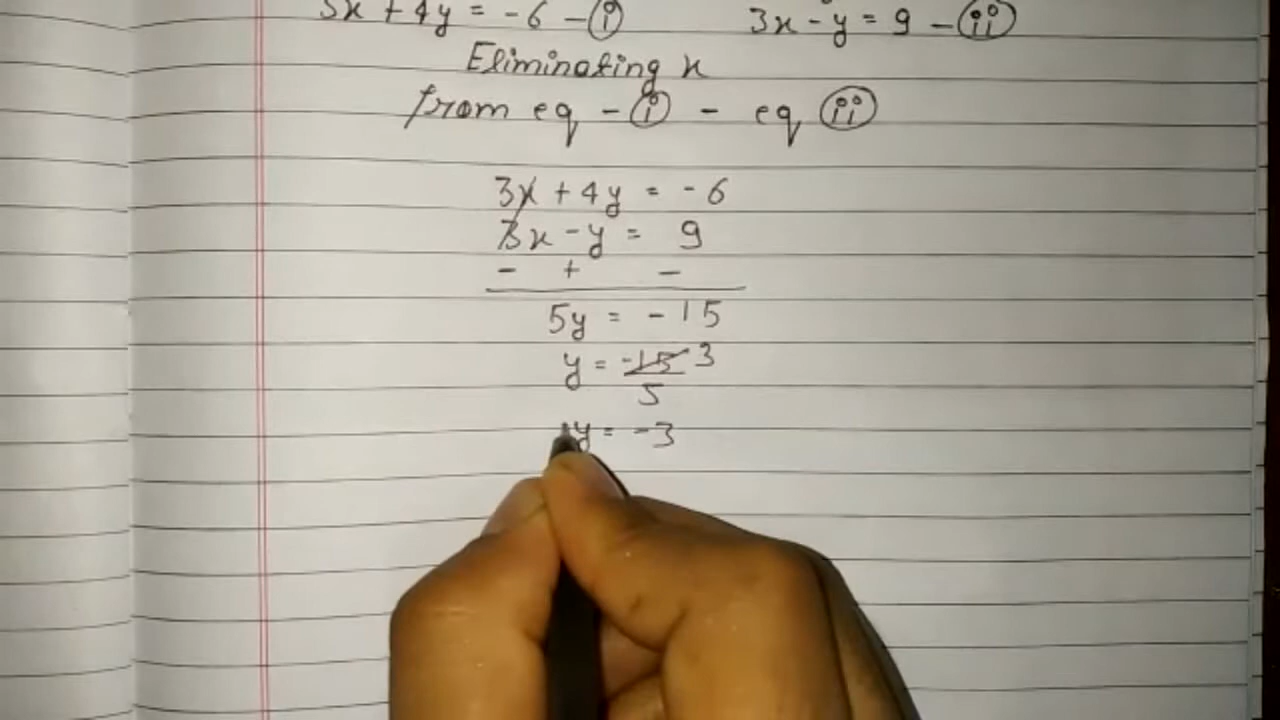 3x + 4y = -6 - (i) 3x - y = 9 - (ii)
Eliminating x
from eq - (i) - eq (ii)
3x + 4y = -6
3x - y = 9
- + -
5y = -15
y = -15/5 3
y = -3